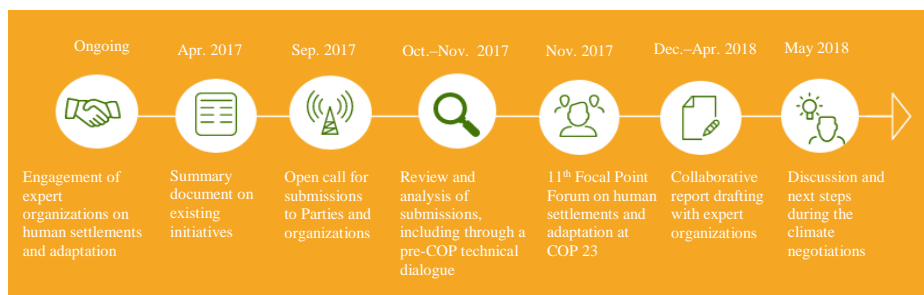 Ongoing
Apr. 2017
Sep. 2017
Oct.–Nov. 2017
Nov. 2017
Dec.–Apr. 2018
May 2018
Engagement of
expert
organizations on
human settlements
and adaptation
Summary
document on
existing
initiatives
Open call for
submissions
to Parties and
organizations
Review and
analysis of
submissions,
including through a
pre-COP technical
dialogue
11th Focal Point
Forum on human
settlements and
adaptation at
COP 23
Collaborative
report drafting
with expert
organizations
Discussion and
next steps
during the
climate
negotiations